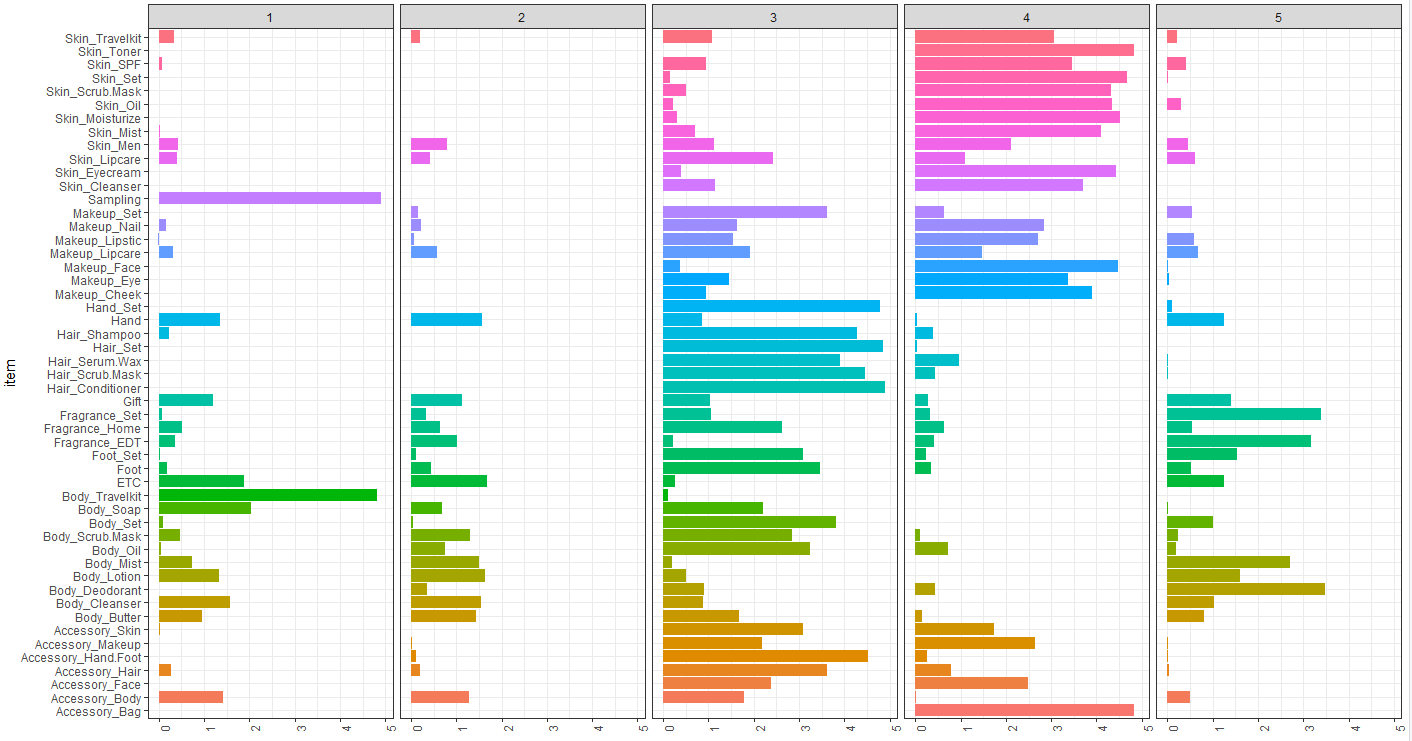 1 2 3 4 5
item
Skin_Travelkit
Skin_Toner
Skin_SPF
Skin_Set
Skin_Scrub.Mask
Skin_Oil
Skin_Moisturize
Skin_Mist
Skin_Men
Skin_Lipcare
Skin_Eyecream
Skin_Cleanser
Sampling
Makeup_Set
Makeup_Nail
Makeup_Lipstic
Makeup_Lipcare
Makeup_Face
Makeup_Eye
Makeup_Cheek
Hand_Set
Hand
Hair_Shampoo
Hair_Set
Hair_Serum.Wax
Hair_Scrub.Mask
Hair_Conditioner
Gift
Fragrance_Set
Fragrance_Home
Fragrance_EDT
Foot_Set
Foot
ETC
Body_Travelkit
Body_Soap
Body_Set
Body_Scrub.Mask
Body_Oil
Body_Mist
Body_Lotion
Body_Deodorant
Body_Cleanser
Body_Butter
Accessory_Skin
Accessory_Makeup
Accessory_Hand.Foot
Accessory_Hair
Accessory_Face
Accessory_Body
Accessory_Bag
0 1 2 3 4 5 0 1 2 3 4 5 0 1 2 3 4 5 0 1 2 3 4 5 0 1 2 3 4 5